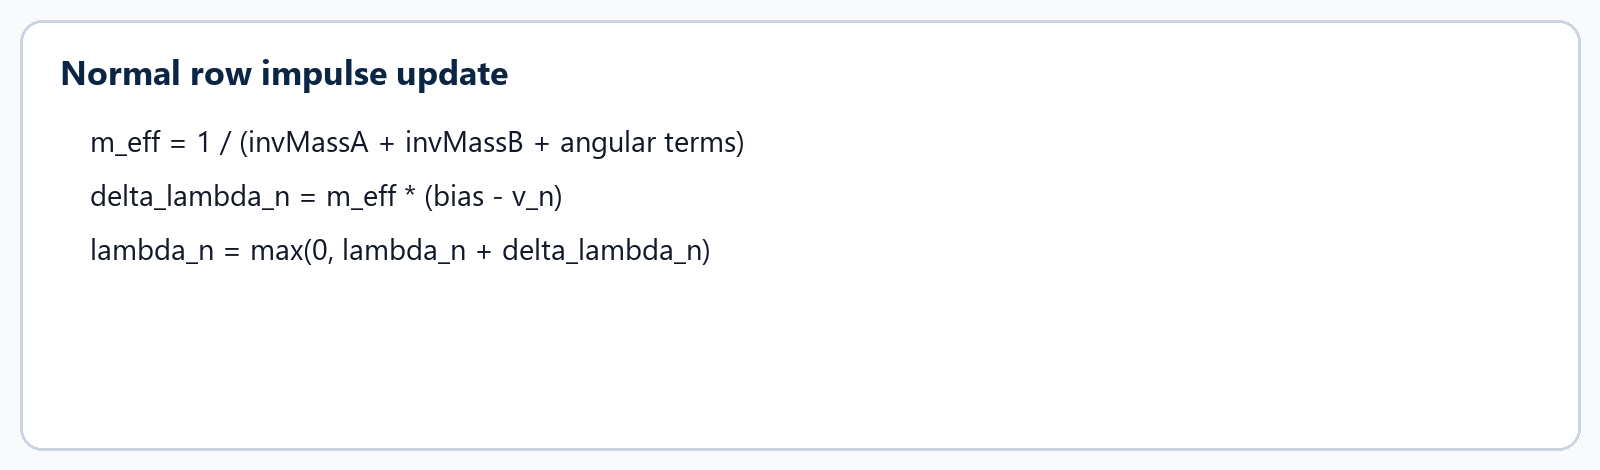 Normal row impulse update
m_eff = 1 / (invMassA + invMassB + angular terms)
delta_lambda_n = m_eff * (bias - v_n)
lambda_n = max(0, lambda_n + delta_lambda_n)